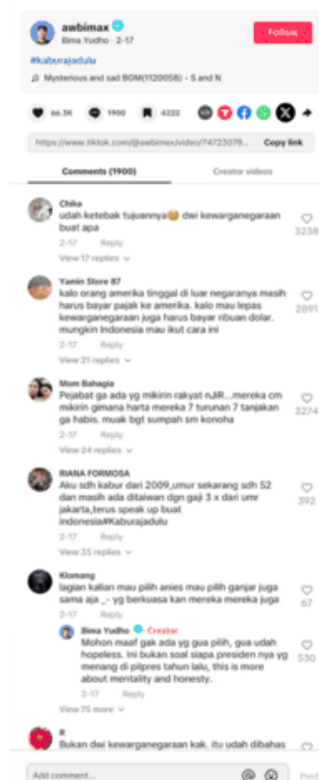 awbimax
Bima Yudho · 2-17
Follow
#kaburajadulu
♫ Mysterious and sad BGM(1120058) - S and N
66.3K
1900
4222
https://www.tiktok.com/@awbimax/video/74723078...
Copy link
Comments (1900)
Creator videos
Chika
udah ketebak tujuannya😅 dwi kewarganegaraan
buat apa
3238
2-17 Reply
View 17 replies
Yamin Store 87
kalo orang amerika tinggal di luar negaranya masih
harus bayar pajak ke amerika. kalo mau lepas
kewarganegaraan juga harus bayar ribuan dolar.
mungkin Indonesia mau ikut cara ini
2891
2-17 Reply
View 21 replies
Mom Bahagia
Pejabat ga ada yg mikirin rakyat nJiR...mereka cm
mikirin gimana harta mereka 7 turunan 7 tanjakan
ga habis. muak bgt sumpah sm konoha
3274
2-17 Reply
View 24 replies
RIANA FORMOSA
Aku sdh kabur dari 2009,umur sekarang sdh 52
dan masih ada ditaiwan dgn gaji 3 x dari umr
jakarta,terus speak up buat
indonesia#Kaburajadulu
392
2-17 Reply
View 35 replies
Klomang
lagian kalian mau pilih anies mau pilih ganjar juga
sama aja _- yg berkuasa kan mereka mereka juga
67
2-17 Reply
Bima Yudho · Creator
Mohon maaf gak ada yg gua pilih, gua udah
hopeless. Ini bukan soal siapa presiden nya yg
menang di pilpres tahun lalu, this is more
about mentality and honesty.
530
2-17 Reply
View 75 more
R
Bukan dwi kewarganegaraan kak. itu udah dibahas
Add comment...
Post